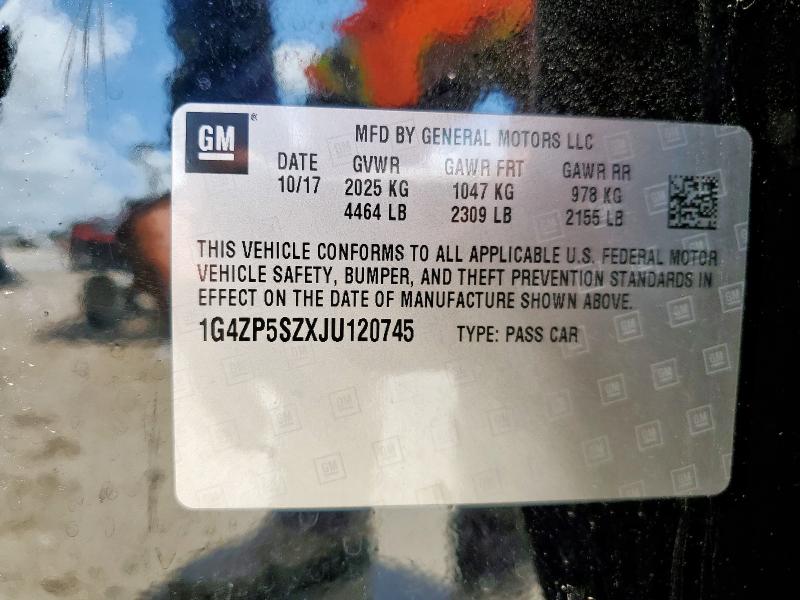 GM®
MFD BY GENERAL MOTORS LLC
DATE GVWR GAWR FRT GAWR RR
10/17 2025 KG 1047 KG 978 KG
4464 LB 2309 LB 2155 LB
THIS VEHICLE CONFORMS TO ALL APPLICABLE U.S. FEDERAL MOTOR
VEHICLE SAFETY, BUMPER, AND THEFT PREVENTION STANDARDS IN
EFFECT ON THE DATE OF MANUFACTURE SHOWN ABOVE.
1G4ZP5SZXJU120745 TYPE: PASS CAR